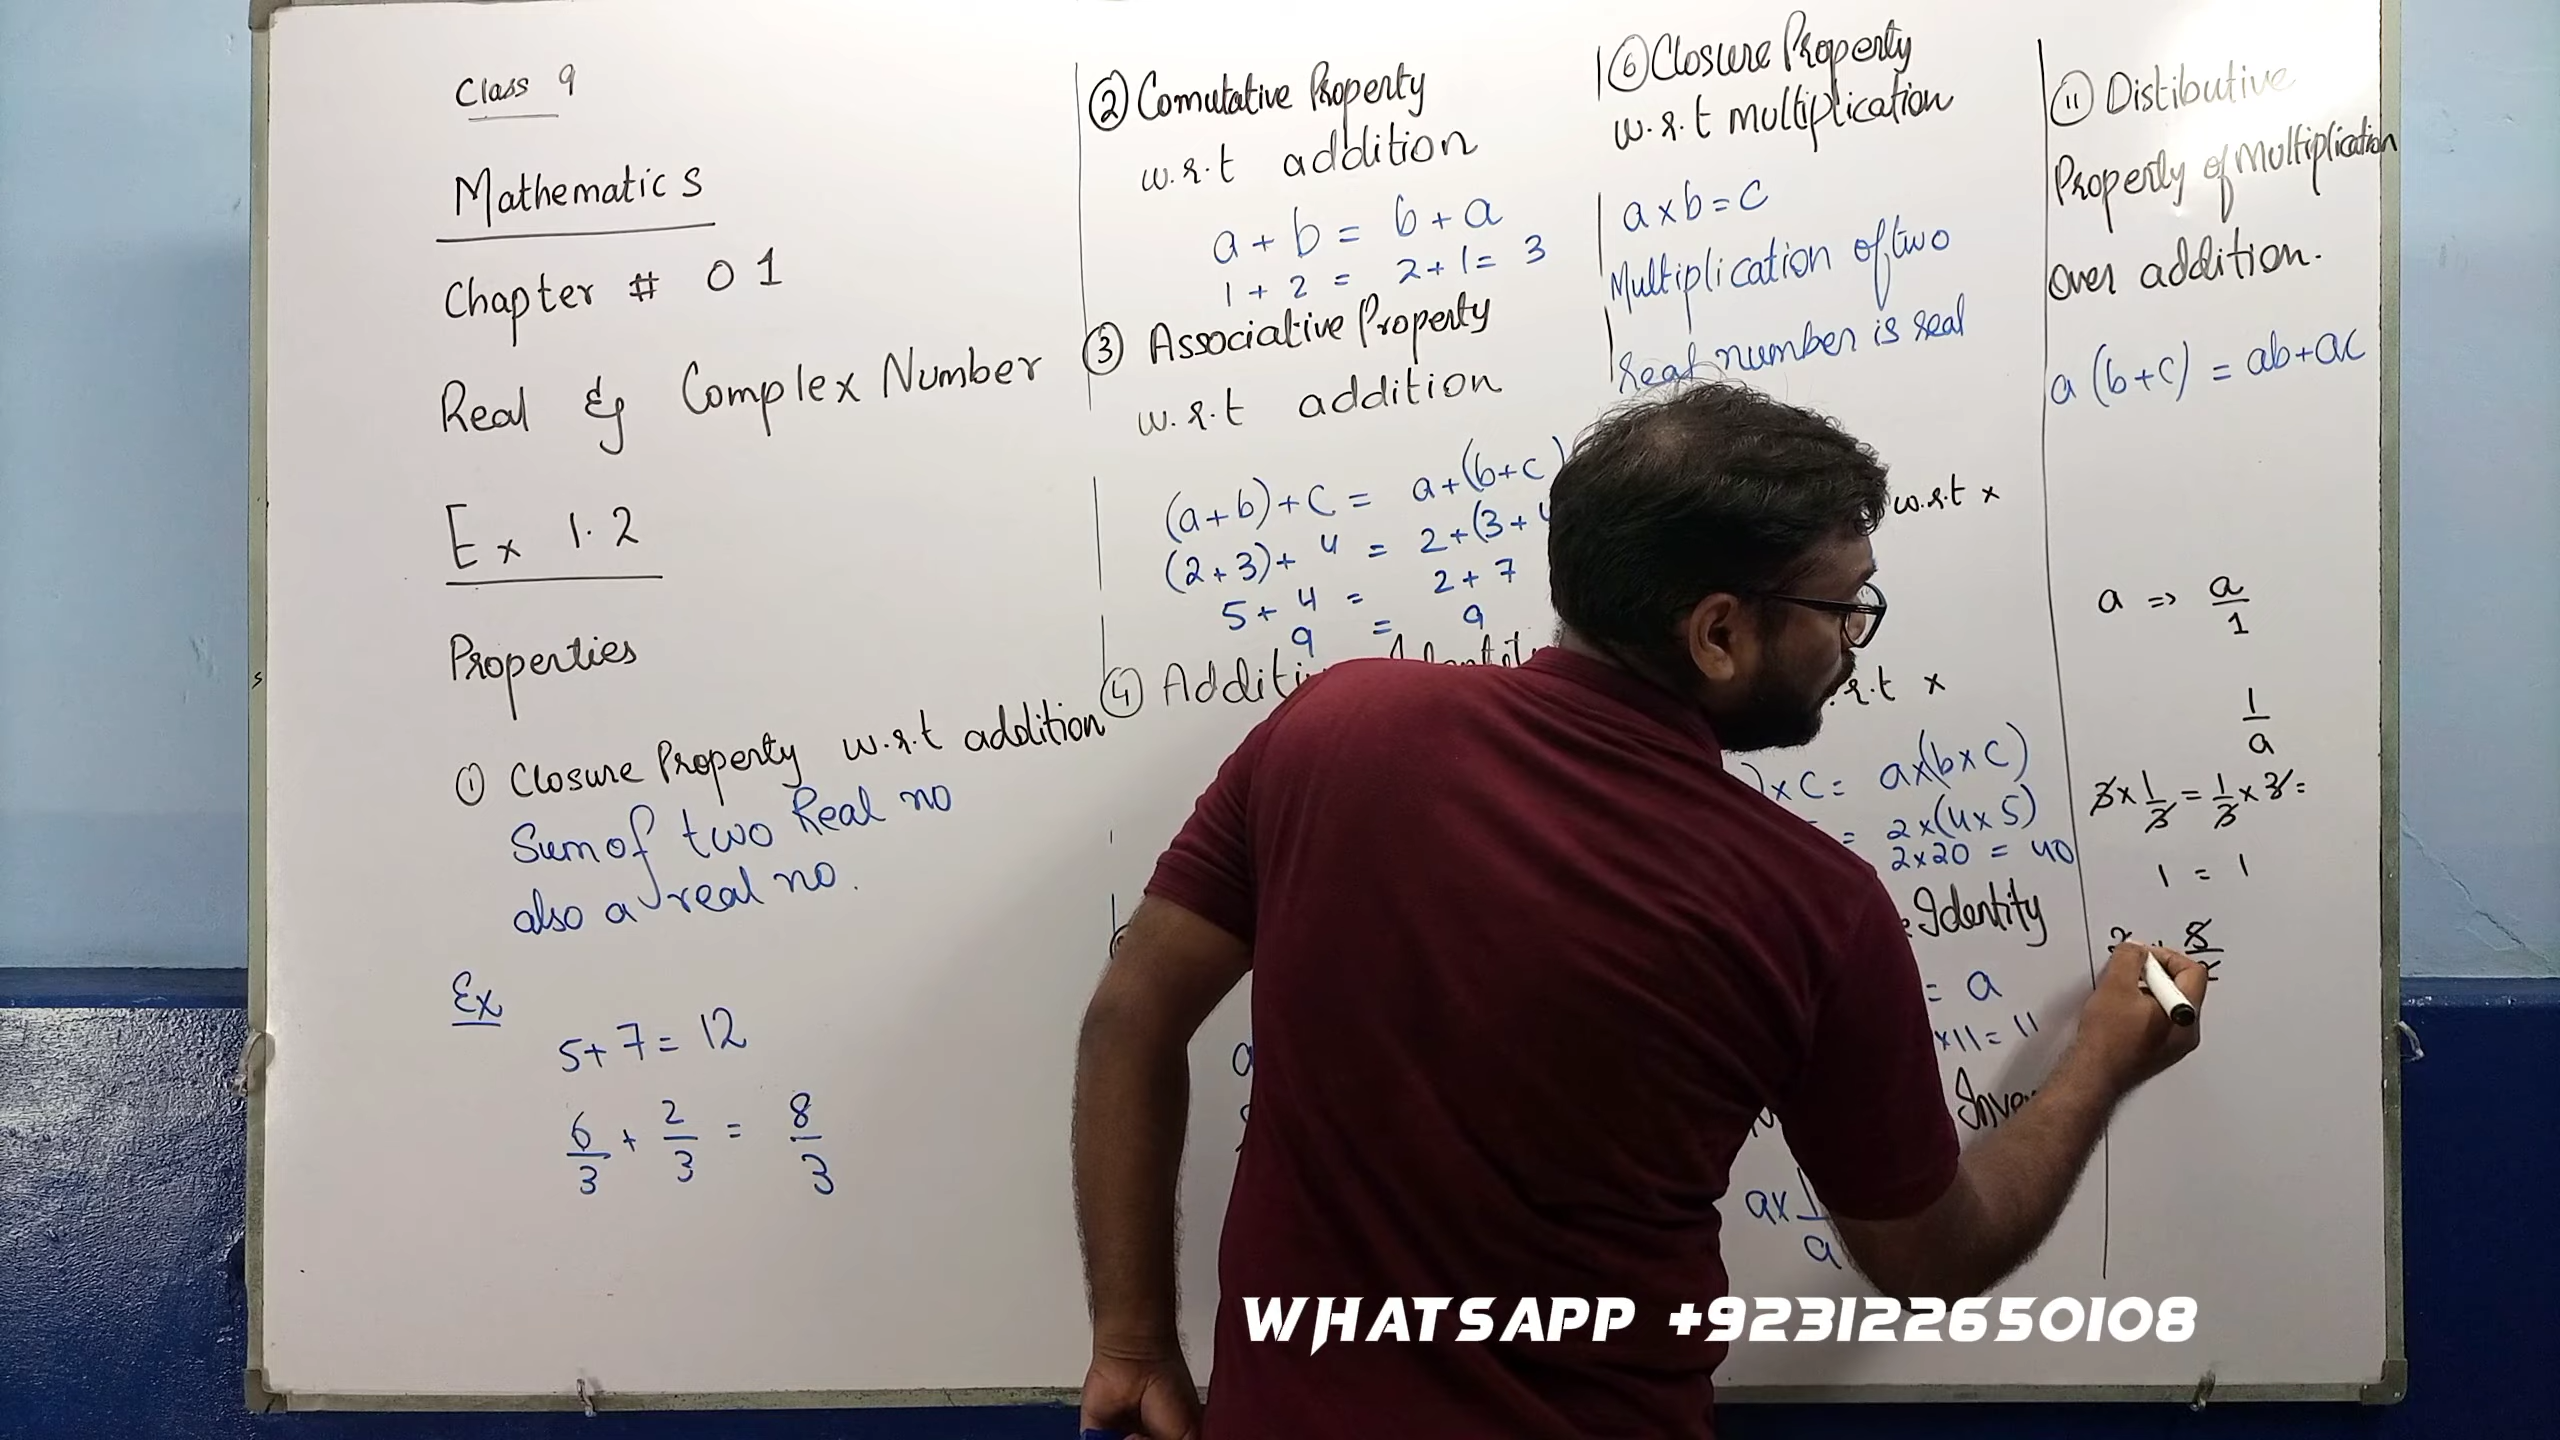 Class 9
Mathematics
Chapter # 01
Real & Complex Number
Ex 1.2
Properties
① Closure Property w.r.t addition
Sum of two Real no
also a real no.
Ex
5+7=12
6/3 + 2/3 = 8/3
② Comutative Property
w.r.t addition
a + b = b + a
1 + 2 = 2+1= 3
③ Associative Property
w.r.t addition
(a+b)+c = a+(b+c)
(2+3)+ 4 = 2+(3+4
5+ 4 = 2+7
9 = 9
④
⑥ Closure Property
w.r.t multiplication
a×b=c
Multiplication of two
real number is real
w.r.t ×
r.t ×
)×c= a×(b×c)
= 2×(4×5)
2×20 = 40
Identity
= a
×11=11
a×1/a
⑪ Distibutive
Property of Multiplication
over addition.
a(b+c) = ab+ac
a => a/1
1/a
3×1/3=1/3×3=
1 = 1
WHATSAPP +923122650108